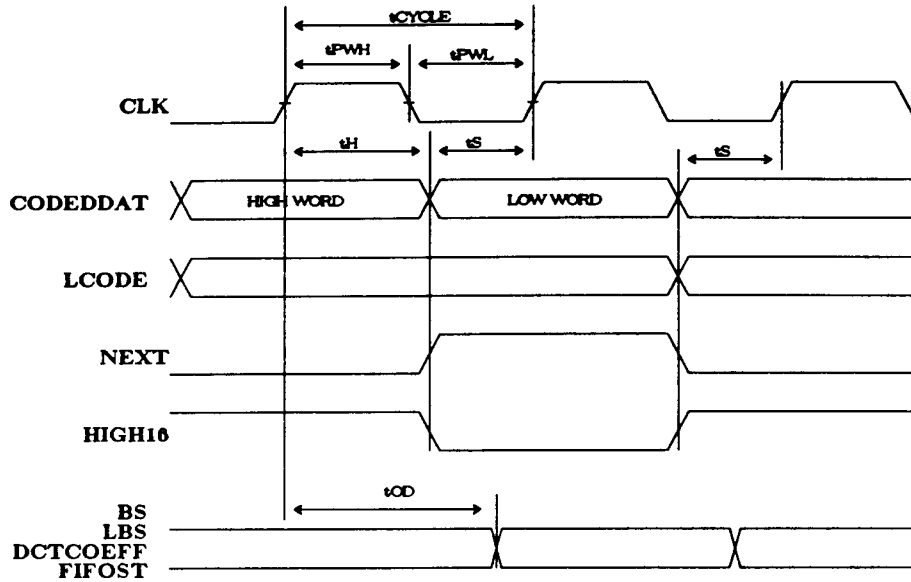 tCYCLE
tPWH
tPWL
CLK
tH
tS
tS
CODEDDAT
HIGH WORD
LOW WORD
LCODE
NEXT
HIGH16
tOD
BS
LBS
DCTCOEFF
FIFOST